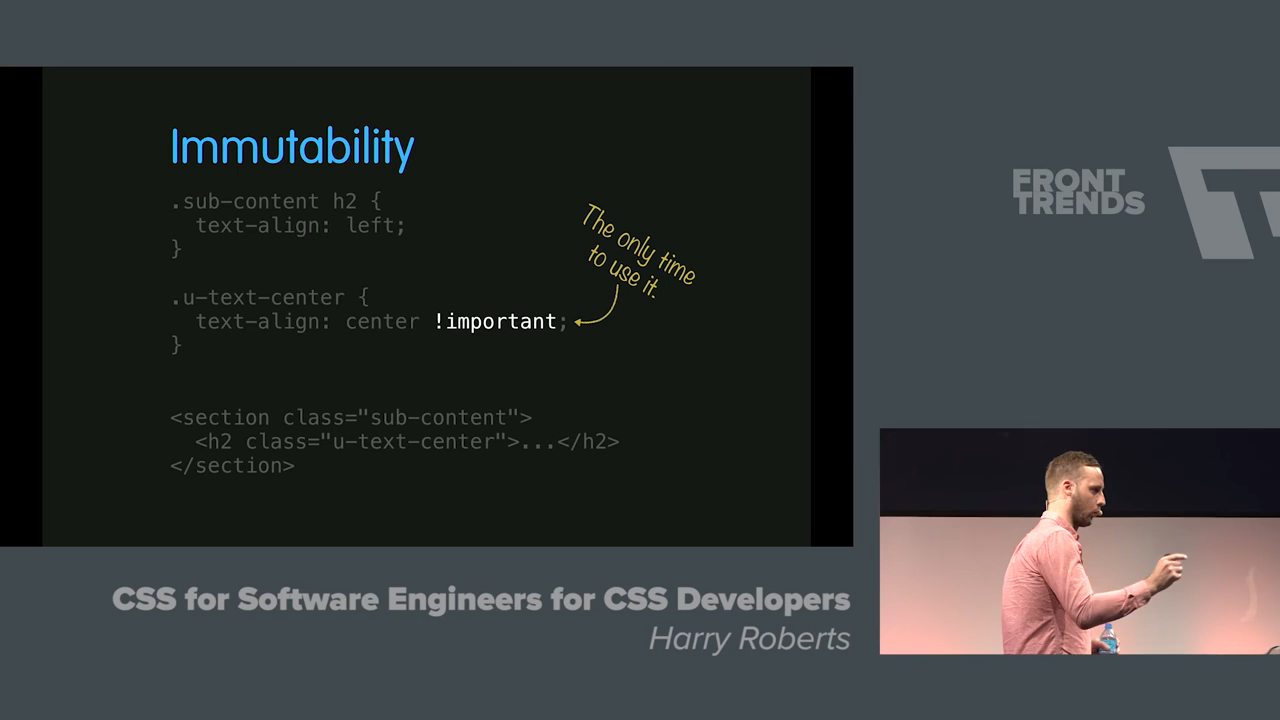 Immutability
.sub-content h2 {
  text-align: left;
}
The only time
to use it.
.u-text-center {
  text-align: center !important;
}
<section class="sub-content">
  <h2 class="u-text-center">...</h2>
</section>
FRONT
TRENDS
CSS for Software Engineers for CSS Developers
Harry Roberts